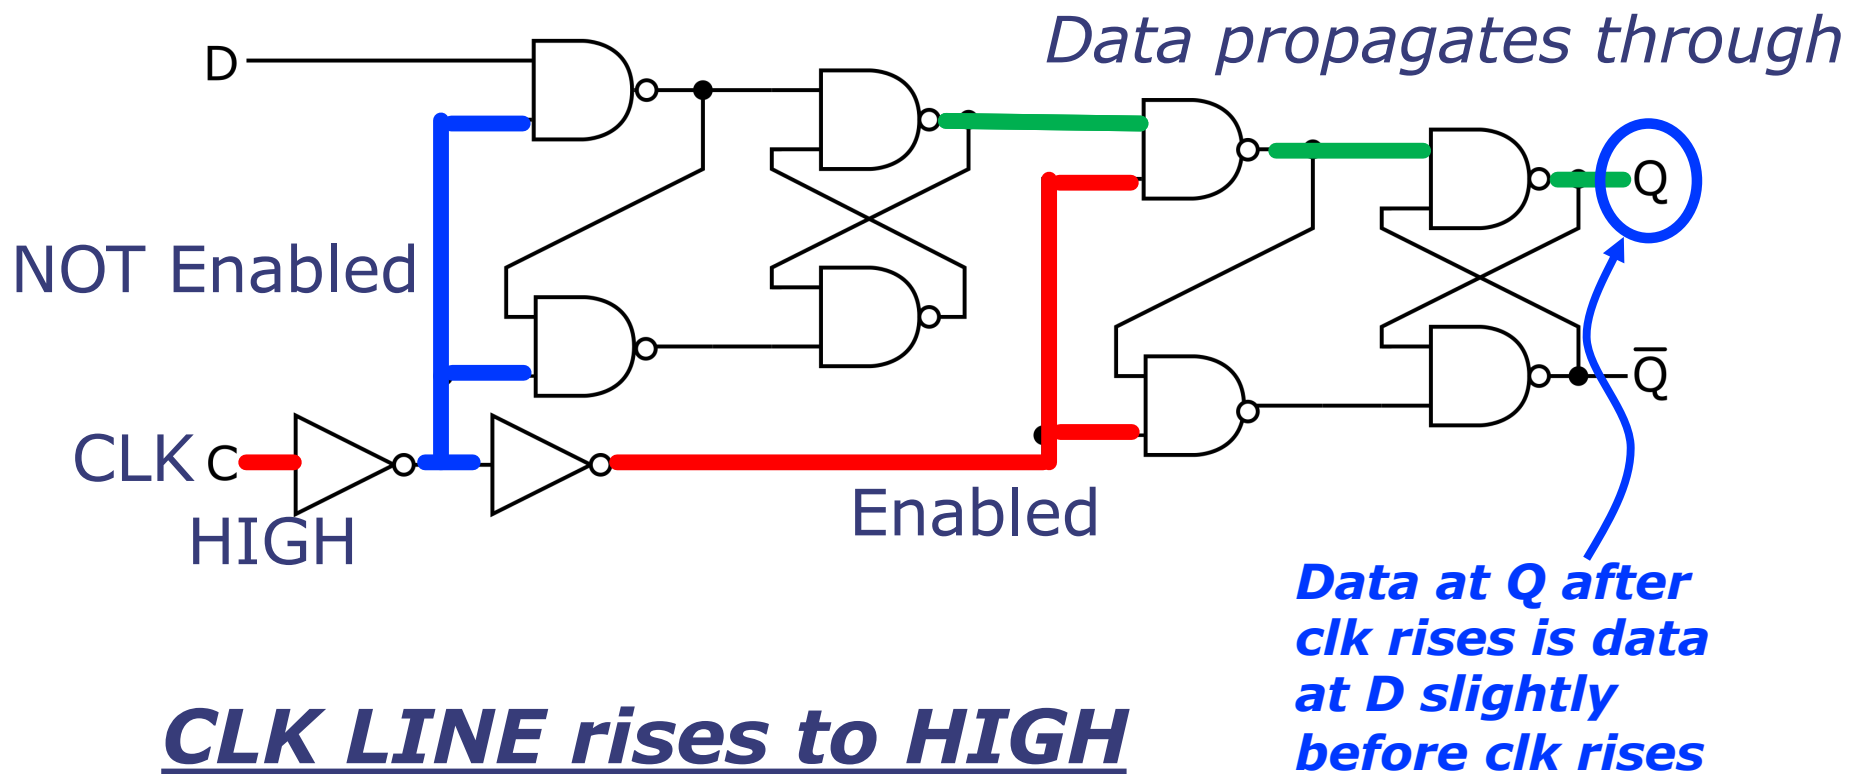 Data propagates through
D
Q
NOT Enabled
Q̅
CLK C
HIGH
Enabled
Data at Q after
clk rises is data
at D slightly
before clk rises
CLK LINE rises to HIGH